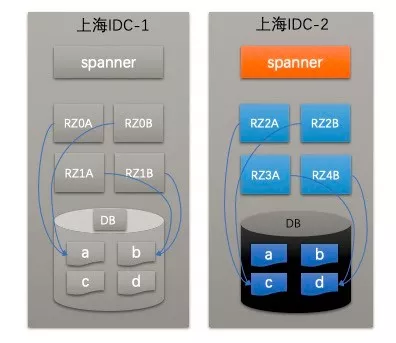 上海IDC-1
spanner
RZ0A RZ0B
RZ1A RZ1B
DB
a b
c d
上海IDC-2
spanner
RZ2A RZ2B
RZ3A RZ4B
DB
a b
c d